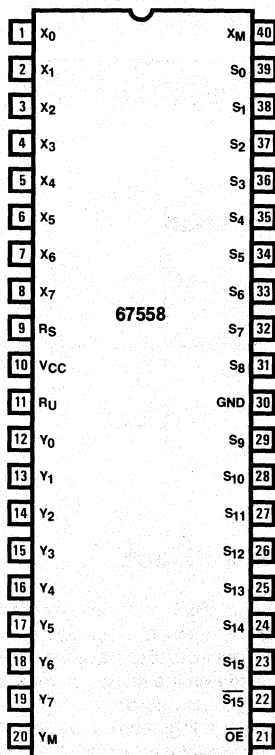 1 X0 XM 40
2 X1 S0 39
3 X2 S1 38
4 X3 S2 37
5 X4 S3 36
6 X5 S4 35
7 X6 S5 34
8 X7 S6 33
67558
9 RS S7 32
10 VCC S8 31
11 RU GND 30
12 Y0 S9 29
13 Y1 S10 28
14 Y2 S11 27
15 Y3 S12 26
16 Y4 S13 25
17 Y5 S14 24
18 Y6 S15 23
19 Y7 S̅1̅5̅ 22
20 YM O̅E̅ 21